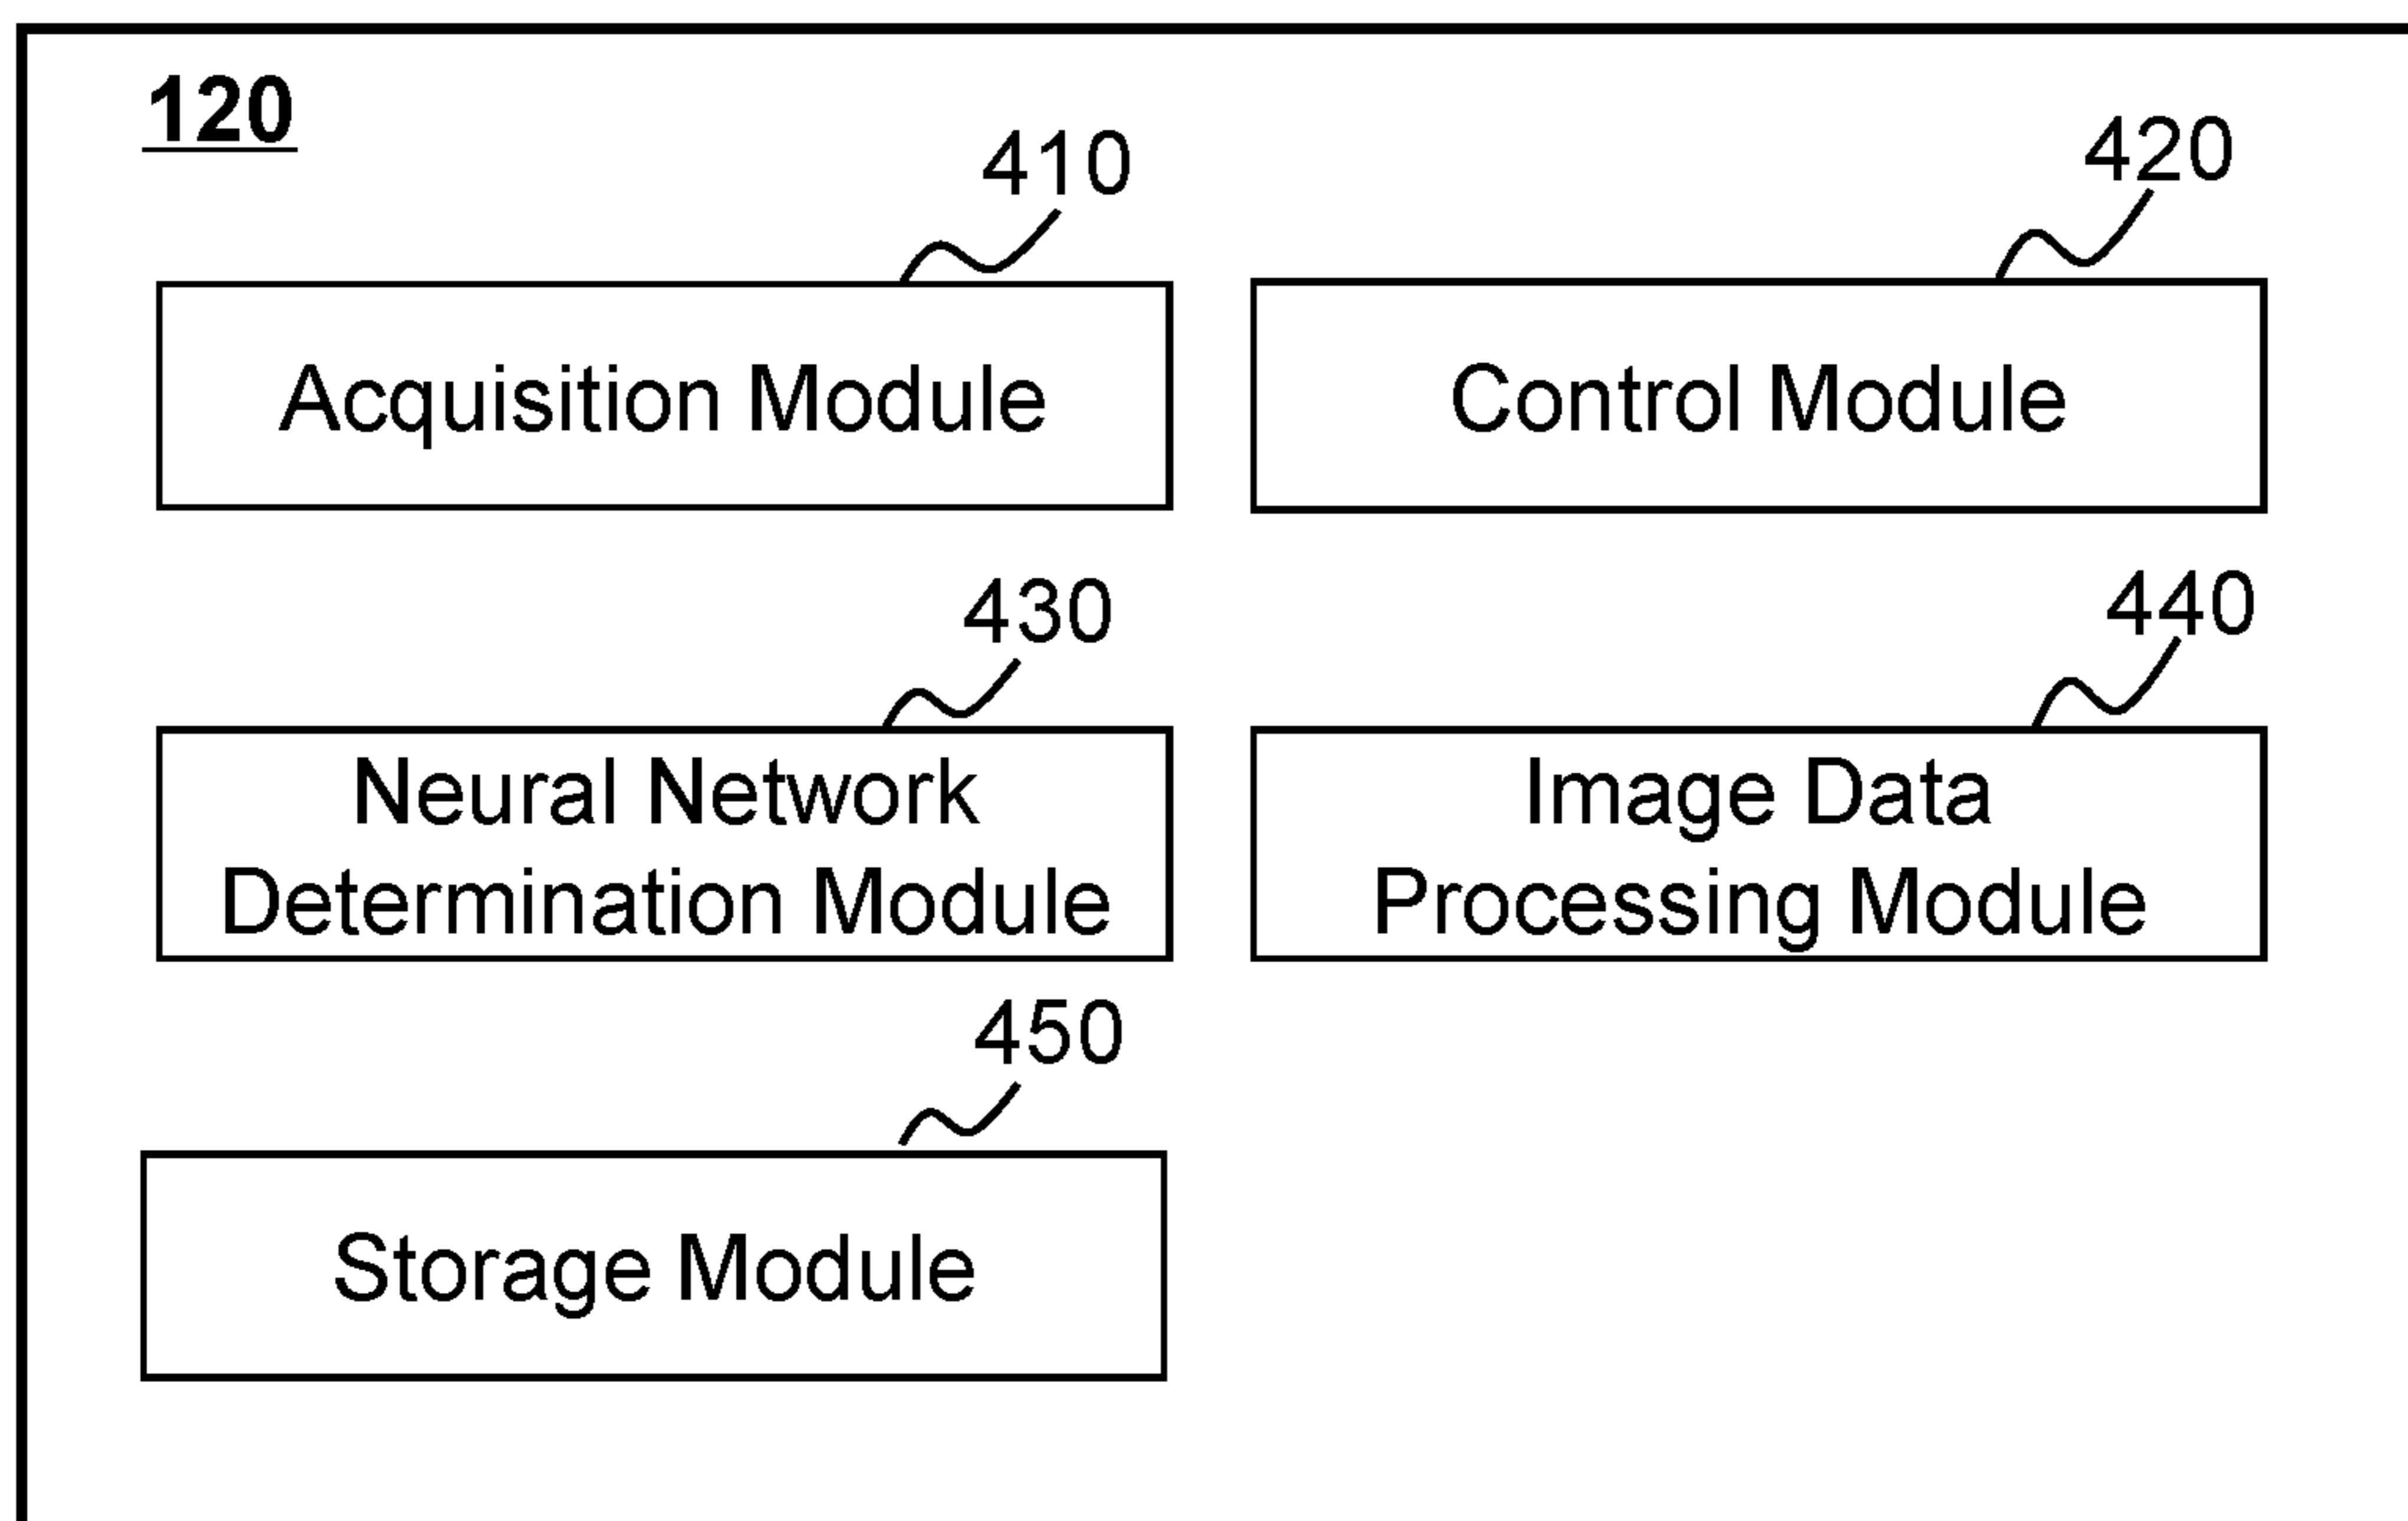 120
410
420
Acquisition Module
Control Module
430
440
Neural Network
Determination Module
Image Data
Processing Module
450
Storage Module